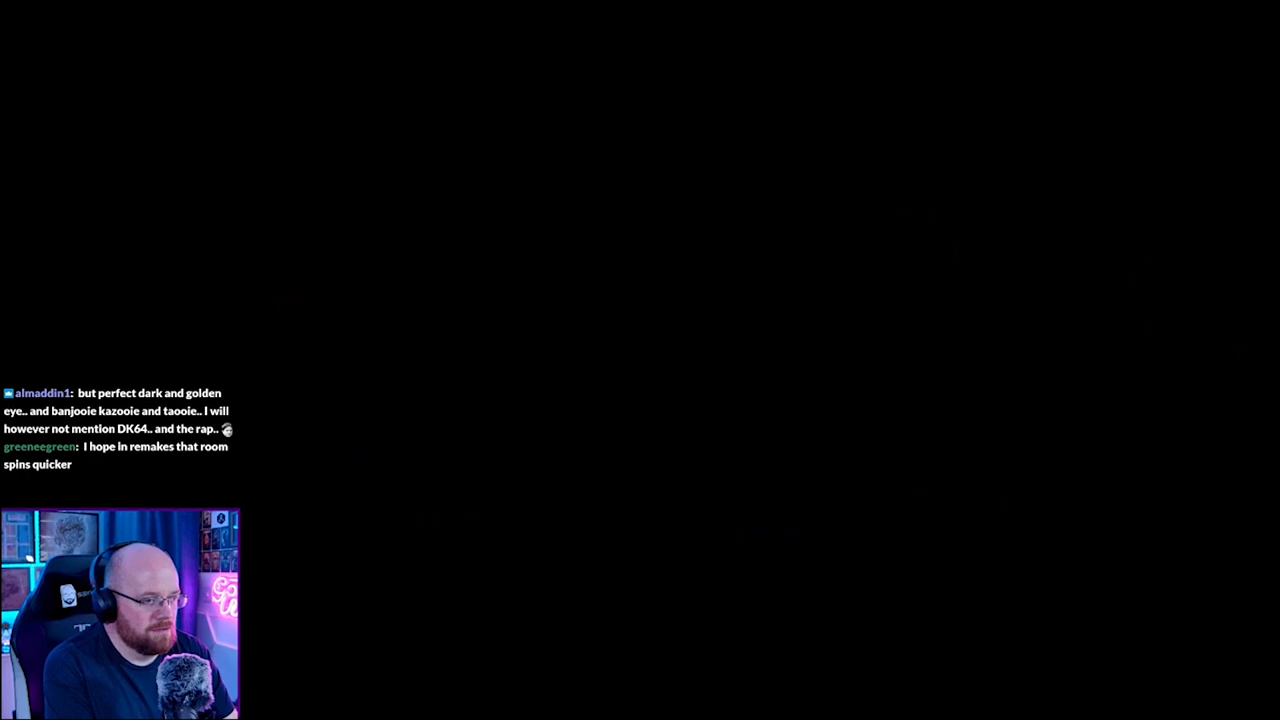 almaddin1: but perfect dark and golden
eye.. and banjooie kazooie and taooie.. I will
however not mention DK64.. and the rap..
greeneegreen: I hope in remakes that room
spins quicker